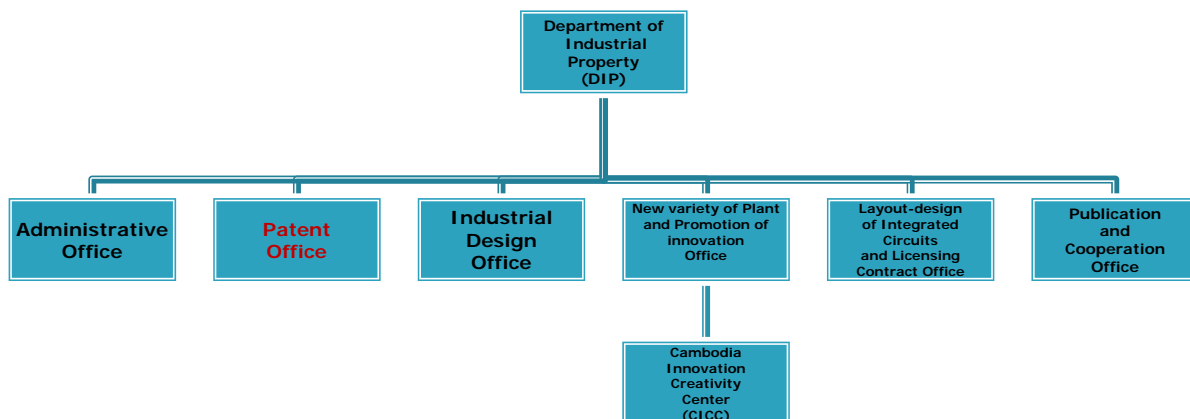 Department of
Industrial
Property
(DIP)
Administrative
Office
Patent
Office
Industrial
Design
Office
New variety of Plant
and Promotion of
innovation
Office
Layout-design
of Integrated
Circuits
and Licensing
Contract Office
Publication
and
Cooperation
Office
Cambodia
Innovation
Creativity
Center
(CICC)